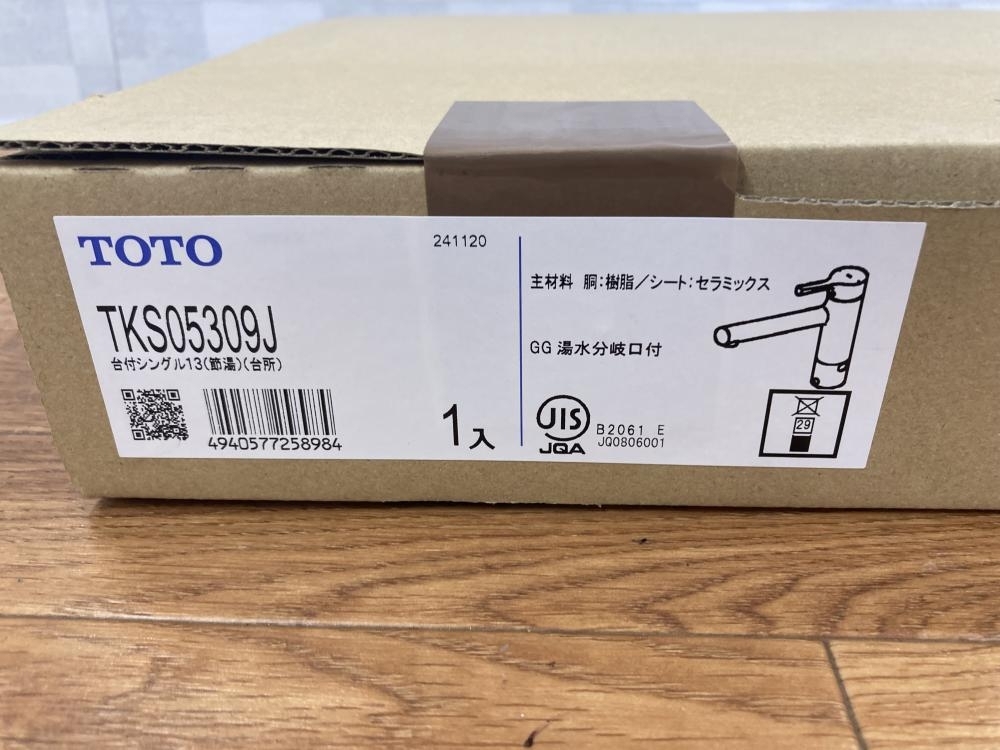 TOTO
241120
TKS05309J
台付シングル13(節湯)(台所)
4940577258984
1入
主材料 胴:樹脂/シート:セラミックス
GG 湯水分岐口付
JIS
JQA
B2061 E
JQ0806001
29